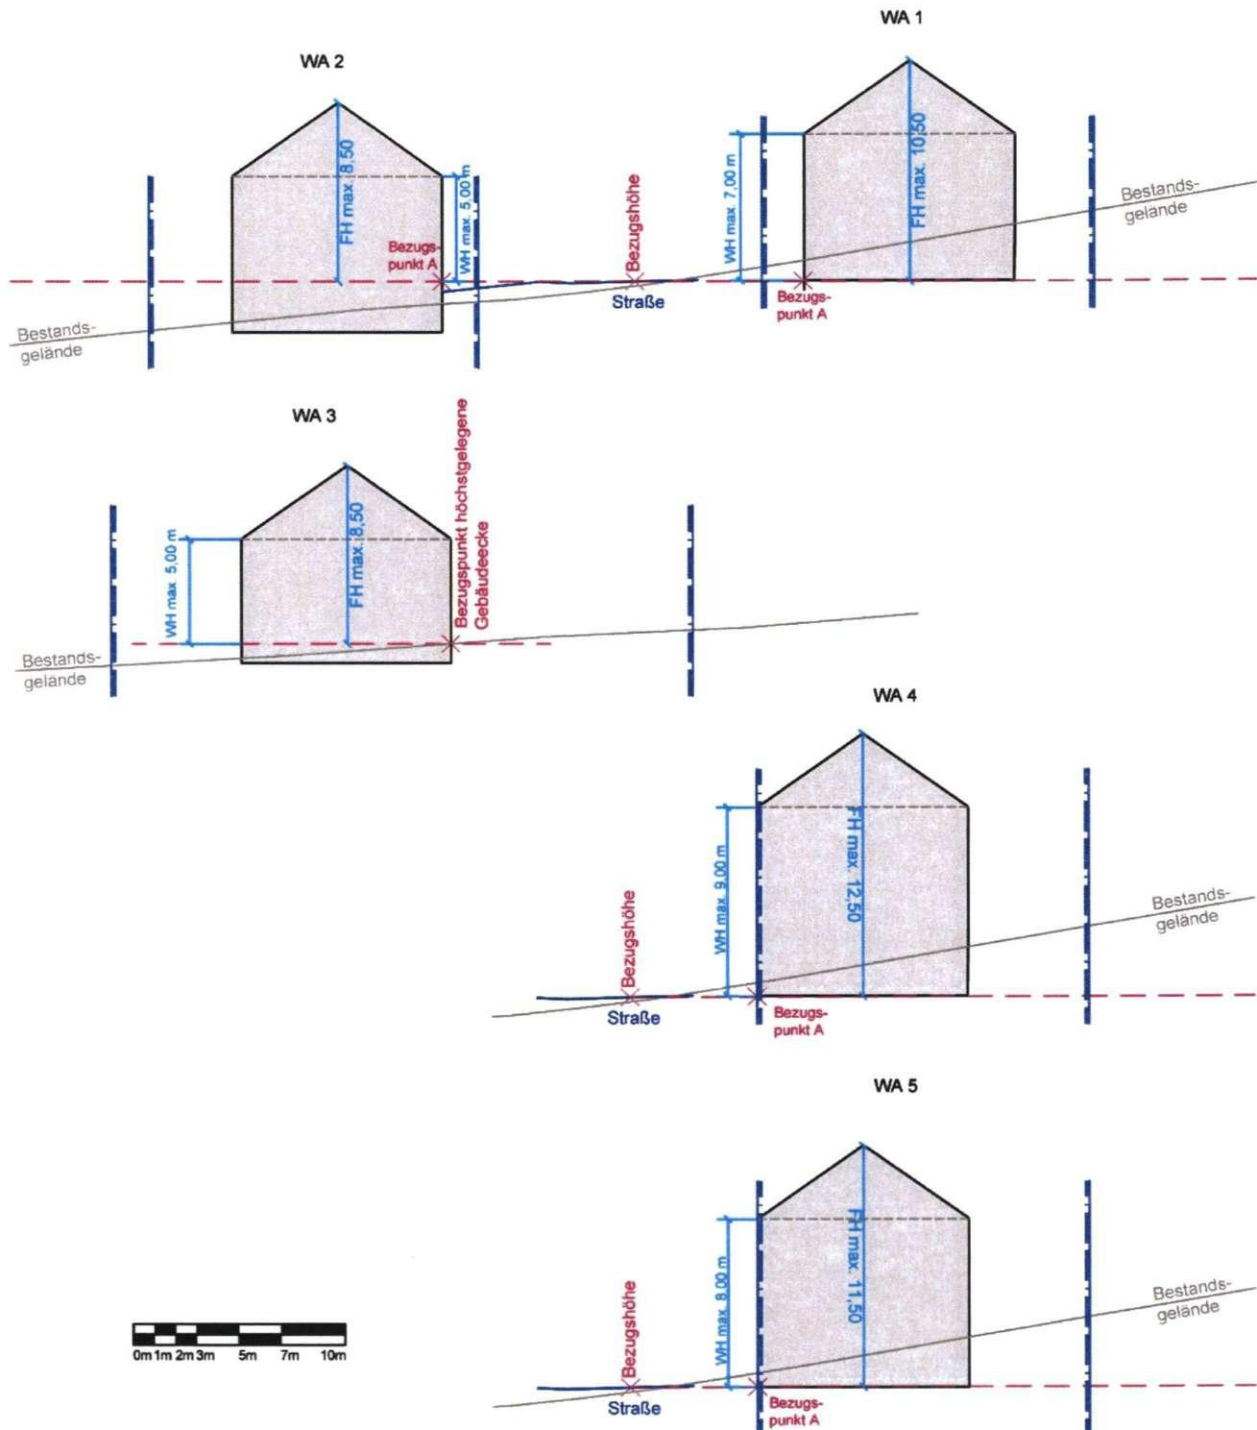 WA 1
WA 2
WH max. 7,00 m
FH max. 10,50
Bestands-
gelände
Bezugs-
punkt A
FH max. 8,50
Bezugs-
punkt A
WH max. 5,00 m
Bezugshöhe
Straße
Bestands-
gelände
WA 3
WH max. 5,00 m
FH max. 8,50
Bezugspunkt höchstgelegene
Gebäudeecke
Bestands-
gelände
WA 4
WH max. 9,00 m
FH max. 12,50
Bezugshöhe
Straße
Bezugs-
punkt A
Bestands-
gelände
WA 5
WH max. 8,00 m
FH max. 11,50
Bezugshöhe
Straße
Bezugs-
punkt A
Bestands-
gelände
0m 1m 2m 3m 5m 7m 10m